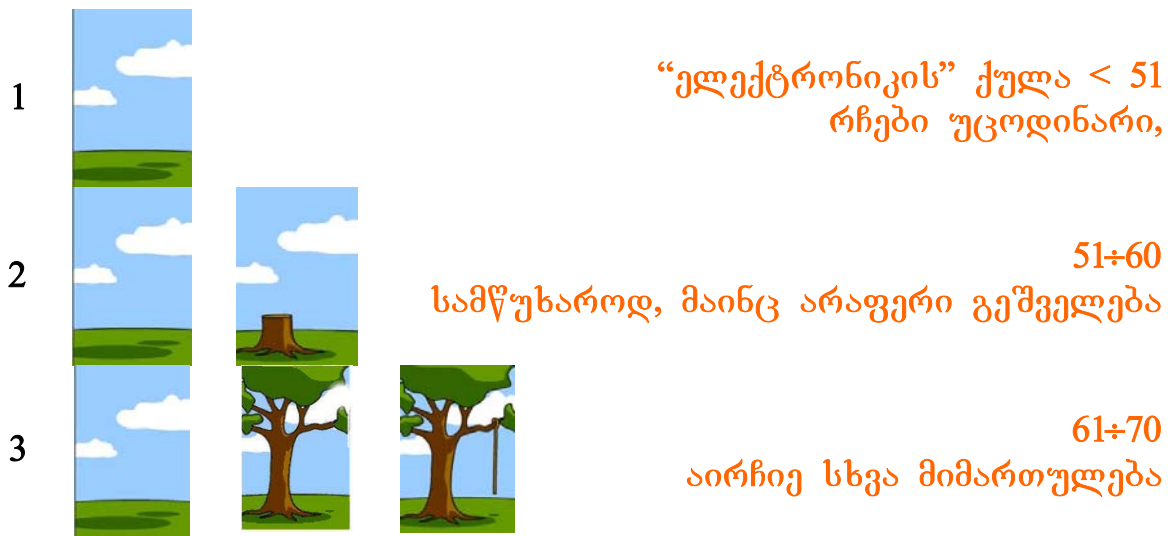 1
“ელექტრონიკის” ქულა < 51
რჩები უცოდინარი,
2
51÷60
სამწუხაროდ, მაინც არაფერი გეშველება
3
61÷70
აირჩიე სხვა მიმართულება